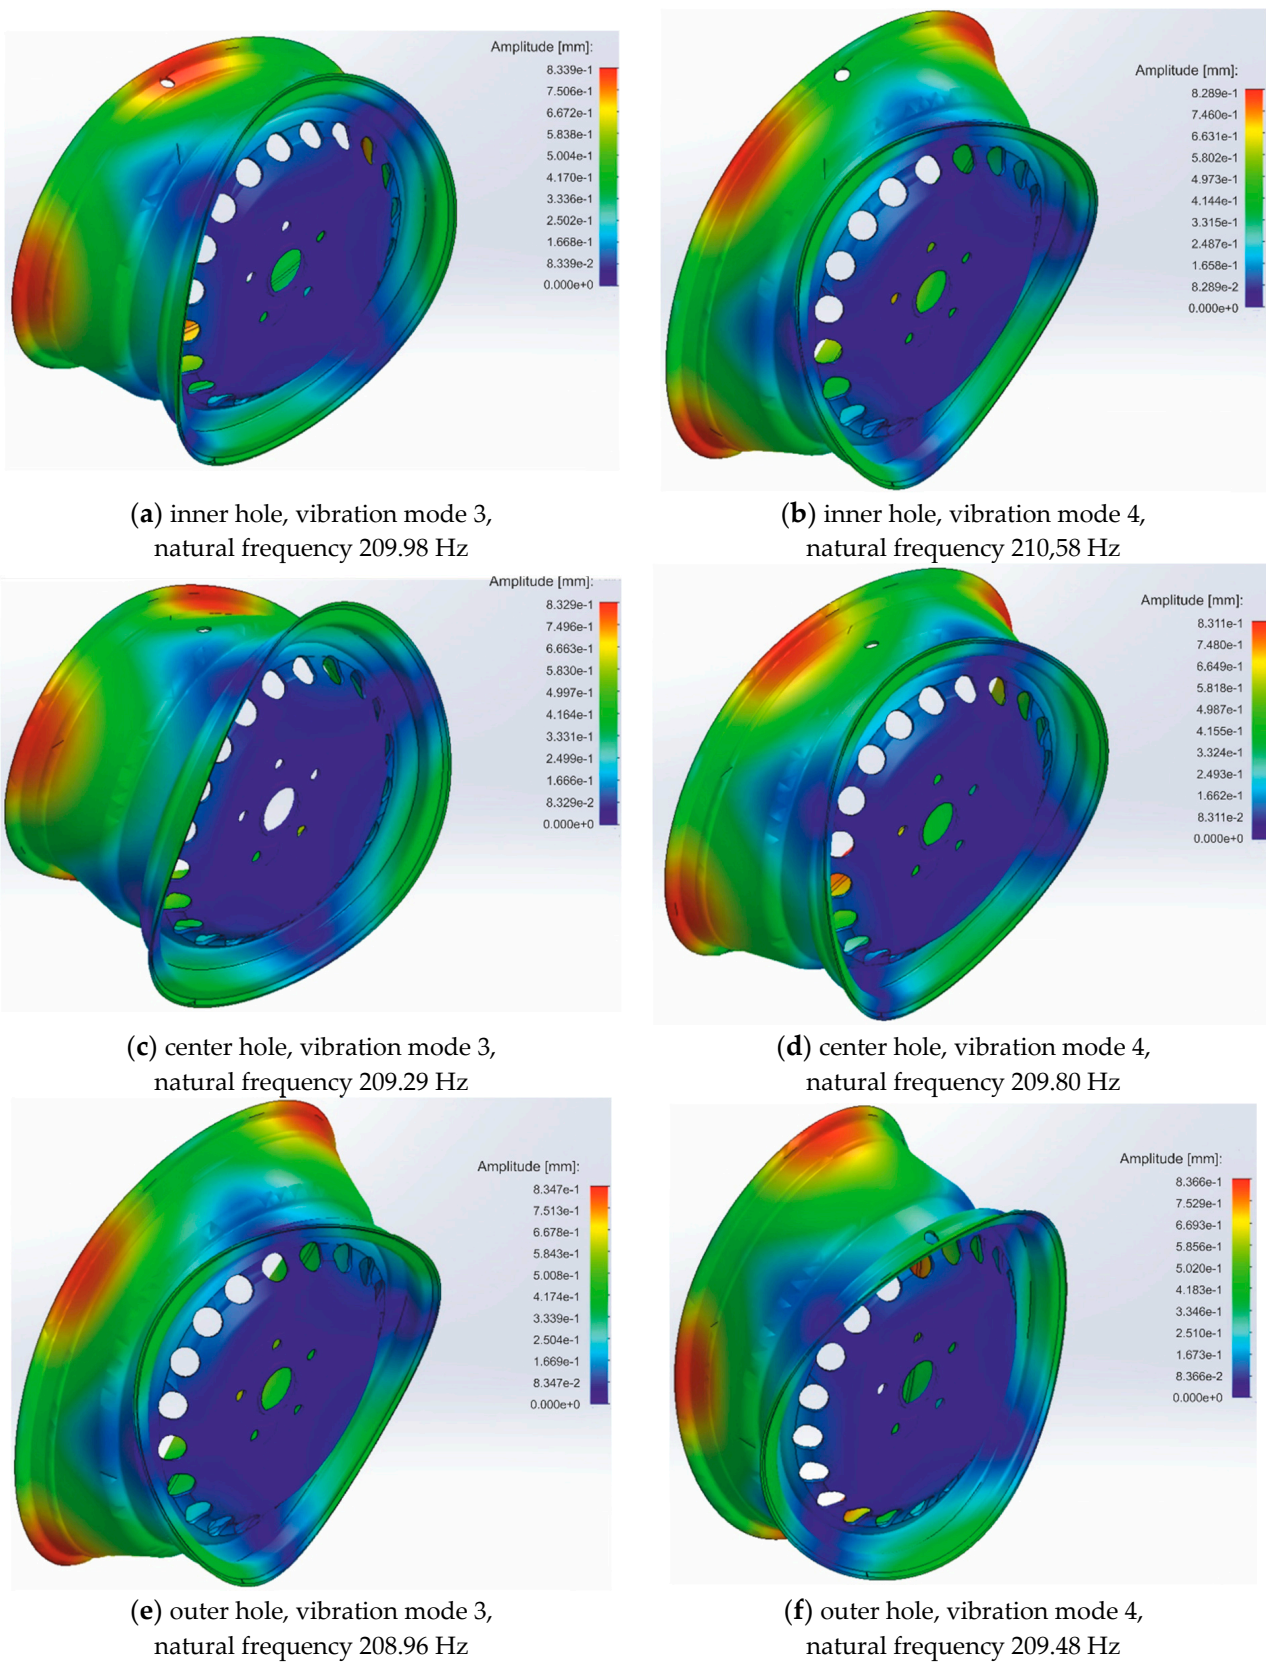 Amplitude [mm]:
8.339e-1
7.506e-1
6.672e-1
5.838e-1
5.004e-1
4.170e-1
3.336e-1
2.502e-1
1.668e-1
8.339e-2
0.000e+0
Amplitude [mm]:
8.289e-1
7.460e-1
6.631e-1
5.802e-1
4.973e-1
4.144e-1
3.315e-1
2.487e-1
1.658e-1
8.289e-2
0.000e+0
(a) inner hole, vibration mode 3,
natural frequency 209.98 Hz
(b) inner hole, vibration mode 4,
natural frequency 210,58 Hz
Amplitude [mm]:
8.329e-1
7.496e-1
6.663e-1
5.830e-1
4.997e-1
4.164e-1
3.331e-1
2.499e-1
1.666e-1
8.329e-2
0.000e+0
Amplitude [mm]:
8.311e-1
7.480e-1
6.649e-1
5.818e-1
4.987e-1
4.155e-1
3.324e-1
2.493e-1
1.662e-1
8.311e-2
0.000e+0
(c) center hole, vibration mode 3,
natural frequency 209.29 Hz
(d) center hole, vibration mode 4,
natural frequency 209.80 Hz
Amplitude [mm]:
8.347e-1
7.513e-1
6.678e-1
5.843e-1
5.008e-1
4.174e-1
3.339e-1
2.504e-1
1.669e-1
8.347e-2
0.000e+0
Amplitude [mm]:
8.366e-1
7.529e-1
6.693e-1
5.856e-1
5.020e-1
4.183e-1
3.346e-1
2.510e-1
1.673e-1
8.366e-2
0.000e+0
(e) outer hole, vibration mode 3,
natural frequency 208.96 Hz
(f) outer hole, vibration mode 4,
natural frequency 209.48 Hz